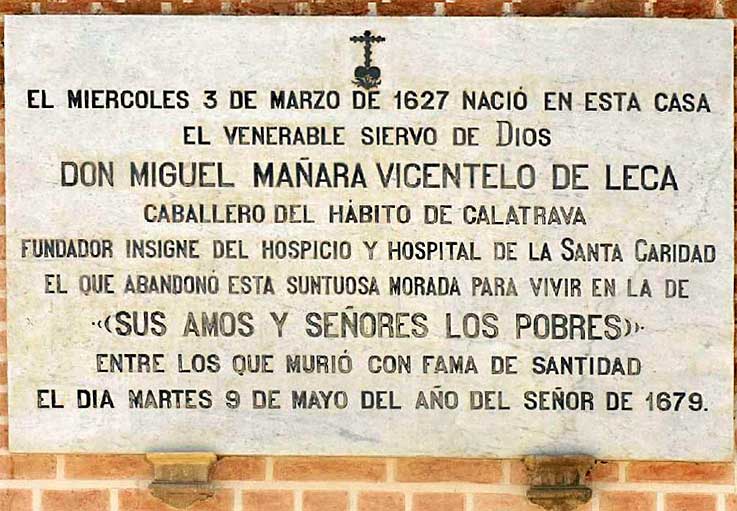 EL MIERCOLES 3 DE MARZO DE 1627 NACIÓ EN ESTA CASA
EL VENERABLE SIERVO DE DIOS
DON MIGUEL MAÑARA VICENTELO DE LECA
CABALLERO DEL HÁBITO DE CALATRAVA
FUNDADOR INSIGNE DEL HOSPICIO Y HOSPITAL DE LA SANTA CARIDAD
EL QUE ABANDONÓ ESTA SUNTUOSA MORADA PARA VIVIR EN LA DE
«SUS AMOS Y SEÑORES LOS POBRES»
ENTRE LOS QUE MURIÓ CON FAMA DE SANTIDAD
EL DIA MARTES 9 DE MAYO DEL AÑO DEL SEÑOR DE 1679.